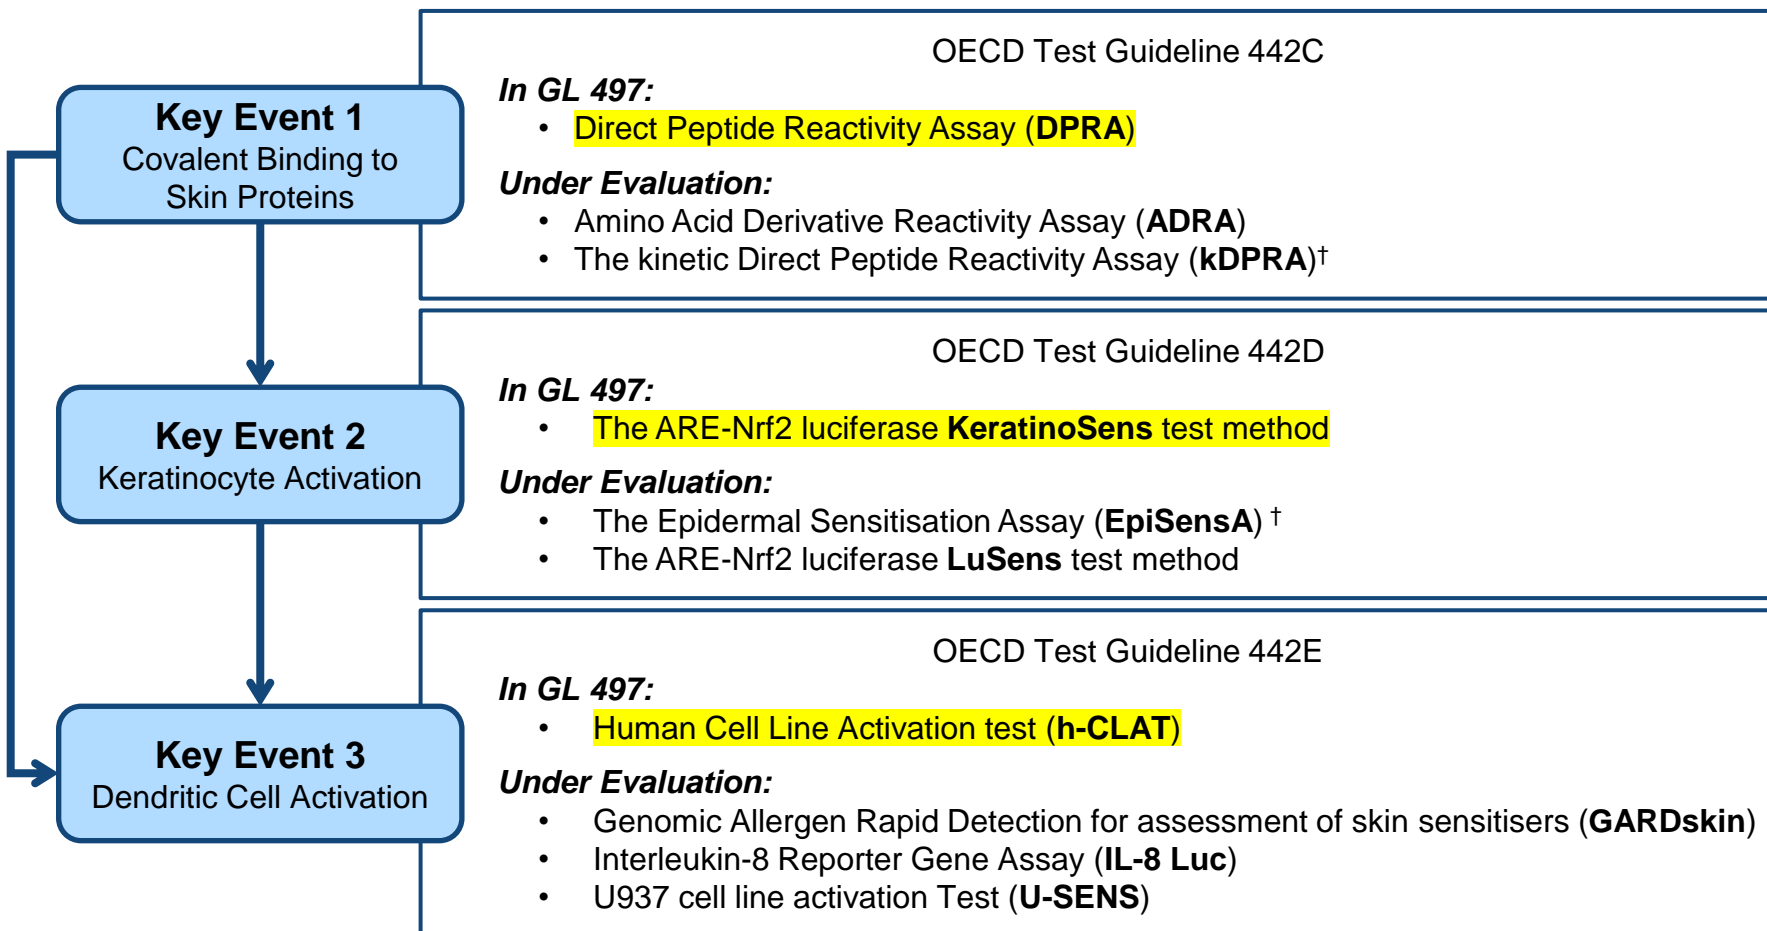 OECD Test Guideline 442C
Key Event 1
Covalent Binding to
Skin Proteins
In GL 497:
• Direct Peptide Reactivity Assay (DPRA)
Under Evaluation:
• Amino Acid Derivative Reactivity Assay (ADRA)
• The kinetic Direct Peptide Reactivity Assay (kDPRA)†
OECD Test Guideline 442D
Key Event 2
Keratinocyte Activation
In GL 497:
• The ARE-Nrf2 luciferase KeratinoSens test method
Under Evaluation:
• The Epidermal Sensitisation Assay (EpiSensA) †
• The ARE-Nrf2 luciferase LuSens test method
OECD Test Guideline 442E
Key Event 3
Dendritic Cell Activation
In GL 497:
• Human Cell Line Activation test (h-CLAT)
Under Evaluation:
• Genomic Allergen Rapid Detection for assessment of skin sensitisers (GARDskin)
• Interleukin-8 Reporter Gene Assay (IL-8 Luc)
• U937 cell line activation Test (U-SENS)